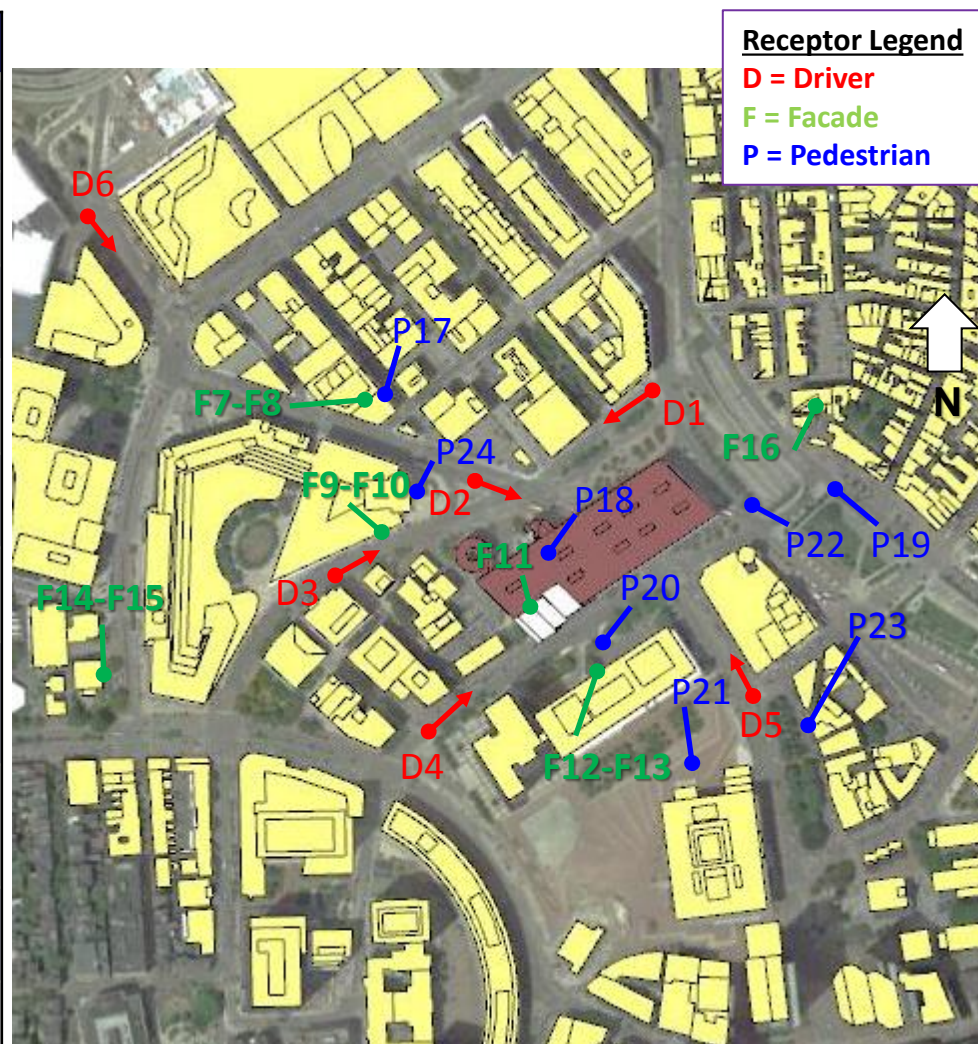 Receptor Legend
D = Driver
F = Facade
P = Pedestrian
D6
P17
F7-F8
D1
N
F16
P24
F9-F10
D2
P18
P22
P19
F11
D3
F14-F15
P20
P23
P21
D5
D4
F12-F13